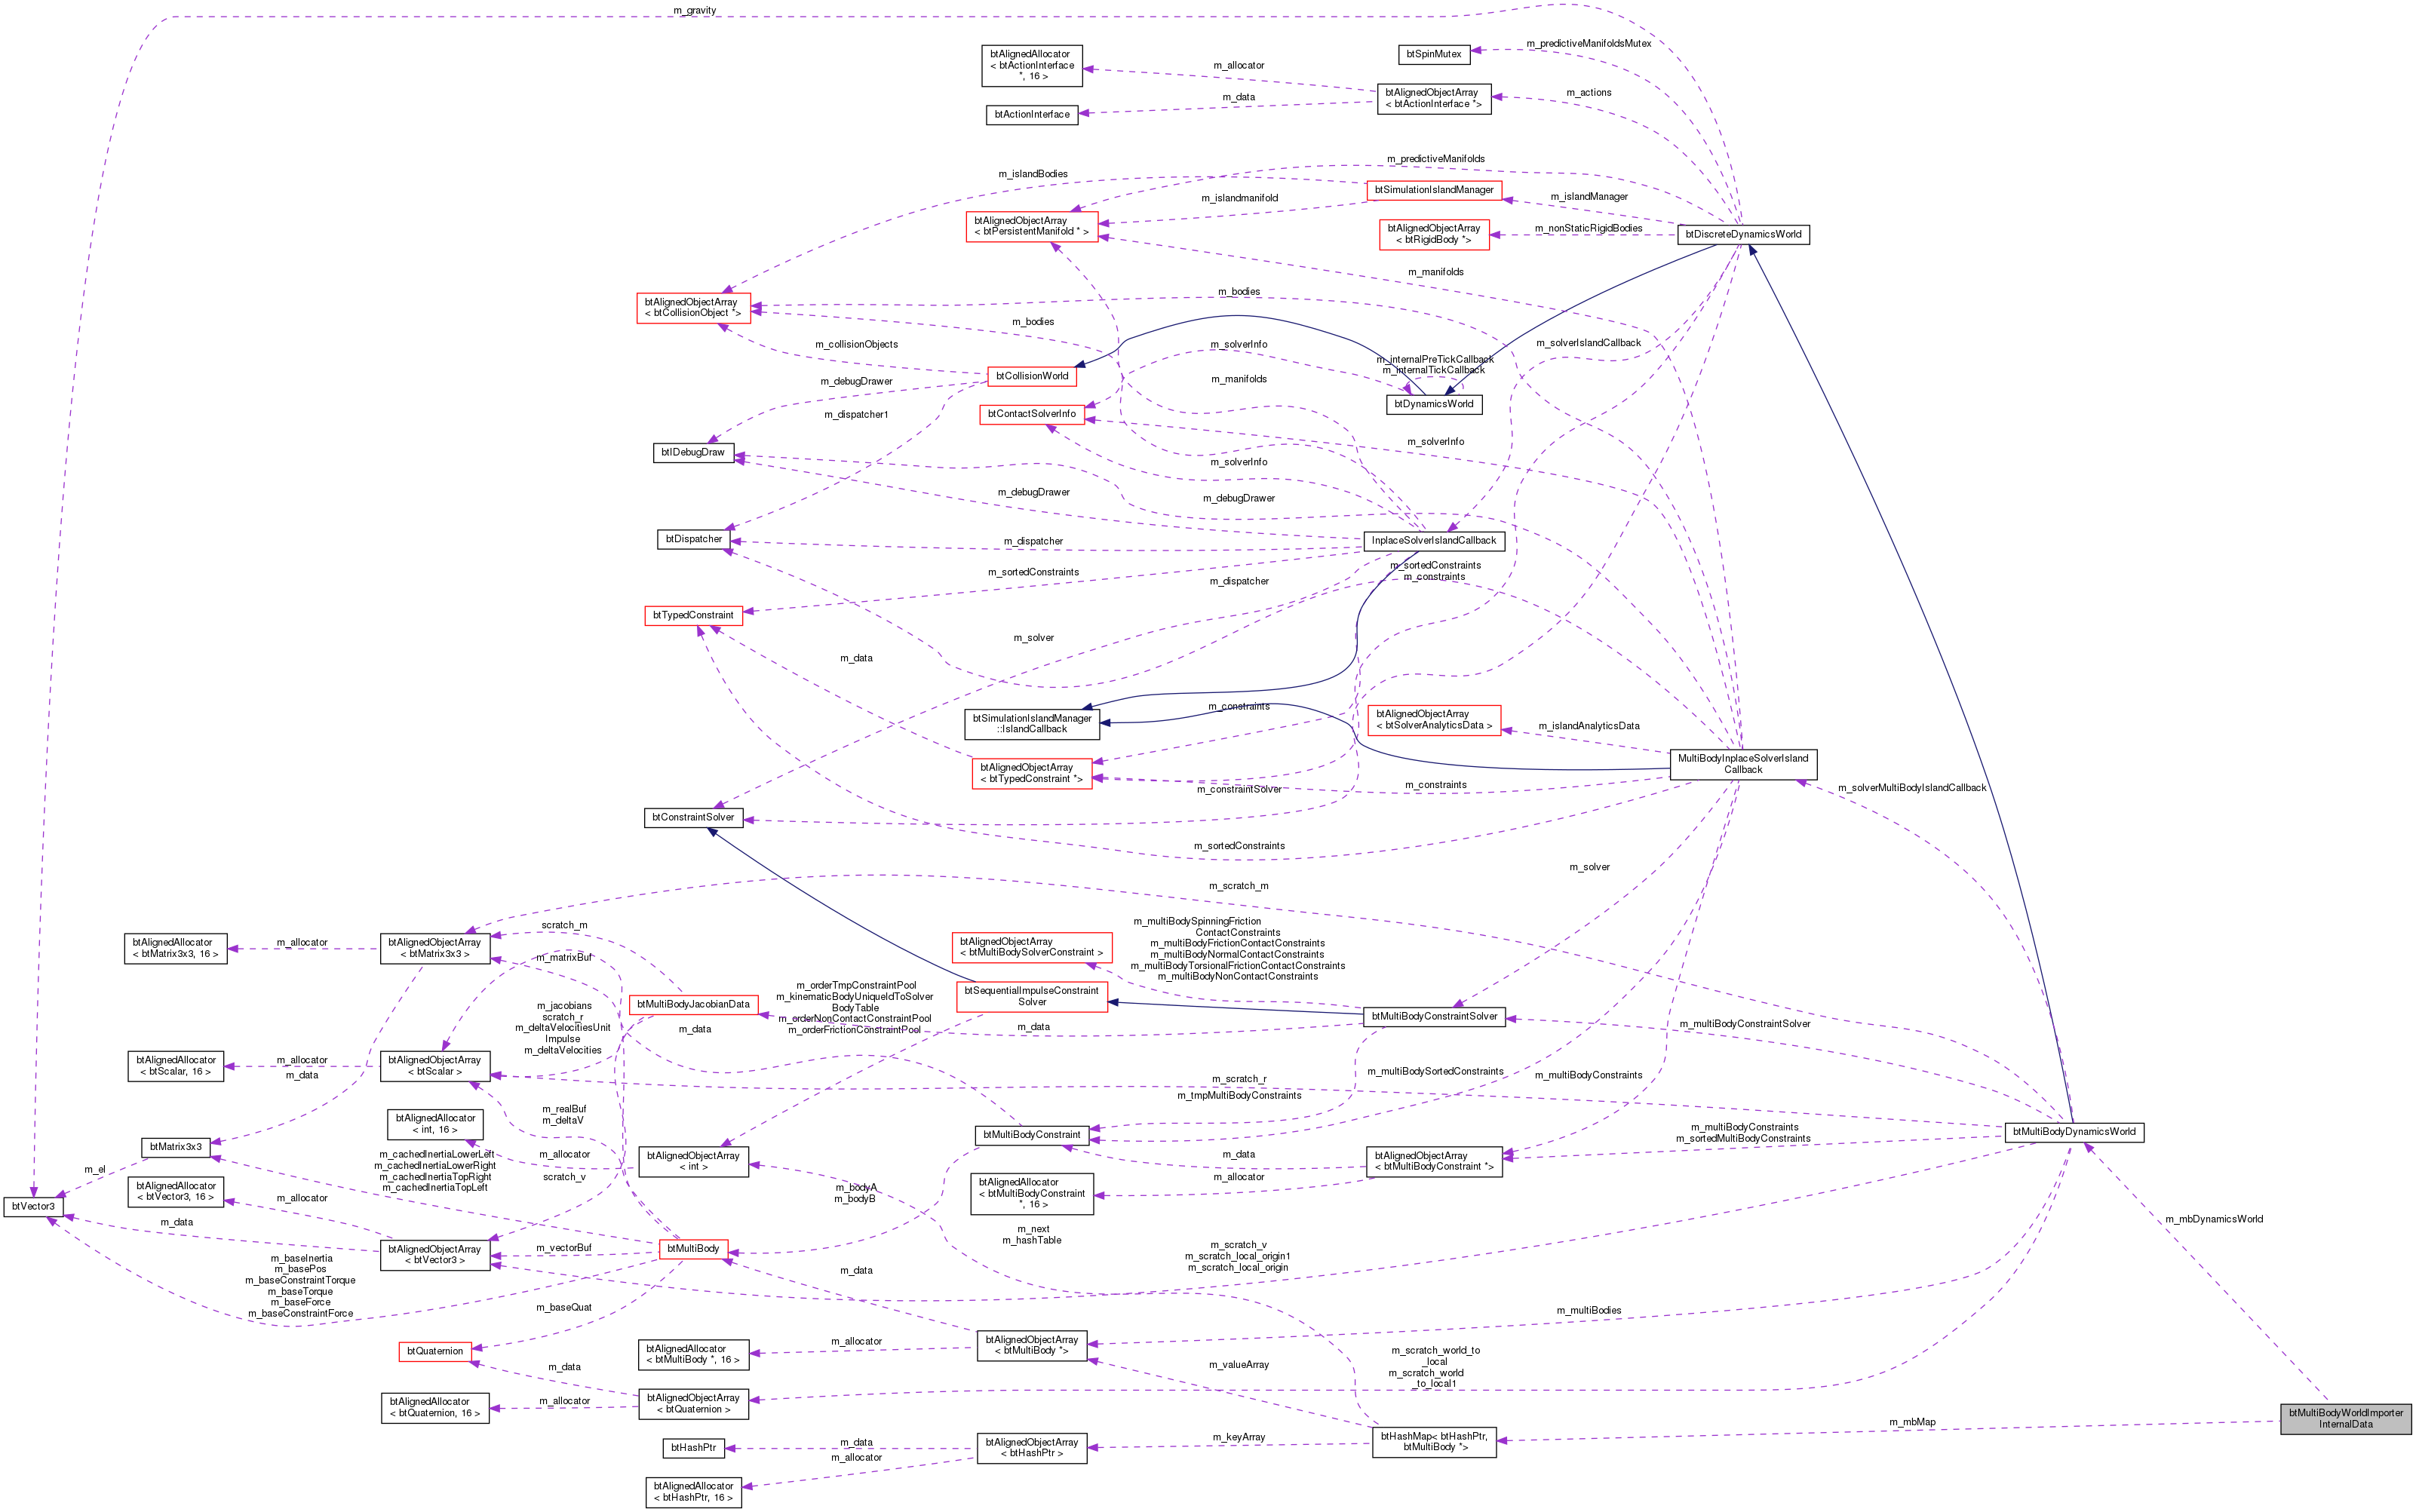 m_gravity
btAlignedAllocator
< btActionInterface
*, 16 >
btSpinMutex
m_predictiveManifoldsMutex
m_allocator
btAlignedObjectArray
< btActionInterface *>
m_actions
m_data
btActionInterface
m_predictiveManifolds
m_islandBodies
btSimulationIslandManager
m_islandManager
m_islandmanifold
btAlignedObjectArray
< btPersistentManifold * >
btAlignedObjectArray
< btRigidBody *>
m_nonStaticRigidBodies
btDiscreteDynamicsWorld
m_manifolds
btAlignedObjectArray
< btCollisionObject *>
m_bodies
m_bodies
m_collisionObjects
m_solverInfo
m_solverIslandCallback
m_internalPreTickCallback
m_internalTickCallback
btCollisionWorld
m_debugDrawer
m_manifolds
btDynamicsWorld
m_dispatcher1
btContactSolverInfo
m_solverInfo
btIDebugDraw
m_solverInfo
m_debugDrawer
m_debugDrawer
btDispatcher
m_dispatcher
InplaceSolverIslandCallback
m_sortedConstraints
m_sortedConstraints
m_constraints
m_dispatcher
btTypedConstraint
m_solver
m_data
m_constraints
btSimulationIslandManager
::IslandCallback
btAlignedObjectArray
< btSolverAnalyticsData >
m_islandAnalyticsData
btAlignedObjectArray
< btTypedConstraint *>
MultiBodyInplaceSolverIsland
Callback
m_constraints
m_constraintSolver
m_solverMultiBodyIslandCallback
btConstraintSolver
m_sortedConstraints
m_solver
m_scratch_m
scratch_m
btAlignedAllocator
< btMatrix3x3, 16 >
m_allocator
btAlignedObjectArray
< btMatrix3x3 >
m_matrixBuf
btAlignedObjectArray
< btMultiBodySolverConstraint >
m_multiBodySpinningFriction
ContactConstraints
m_multiBodyFrictionContactConstraints
m_multiBodyNormalContactConstraints
m_multiBodyTorsionalFrictionContactConstraints
m_multiBodyNonContactConstraints
m_orderTmpConstraintPool
m_kinematicBodyUniqueIdToSolver
BodyTable
m_orderNonContactConstraintPool
m_orderFrictionConstraintPool
btMultiBodyJacobianData
btSequentialImpulseConstraint
Solver
btMultiBodyConstraintSolver
m_jacobians
scratch_r
m_deltaVelocitiesUnit
Impulse
m_deltaVelocities
m_data
m_data
m_multiBodyConstraintSolver
btAlignedAllocator
< btScalar, 16 >
m_allocator
btAlignedObjectArray
< btScalar >
m_data
m_scratch_r
m_multiBodySortedConstraints
m_multiBodyConstraints
m_tmpMultiBodyConstraints
btAlignedAllocator
< int, 16 >
m_realBuf
m_deltaV
btMatrix3x3
m_cachedInertiaLowerLeft
m_cachedInertiaLowerRight
m_cachedInertiaTopRight
m_cachedInertiaTopLeft
m_allocator
btAlignedObjectArray
< int >
btMultiBodyConstraint
m_multiBodyConstraints
m_sortedMultiBodyConstraints
btMultiBodyDynamicsWorld
m_data
btAlignedObjectArray
< btMultiBodyConstraint *>
m_el
scratch_v
m_allocator
btAlignedAllocator
< btVector3, 16 >
m_allocator
btVector3
m_bodyA
m_bodyB
btAlignedAllocator
< btMultiBodyConstraint
*, 16 >
m_data
m_next
m_hashTable
m_mbDynamicsWorld
btAlignedObjectArray
< btVector3 >
m_vectorBuf
btMultiBody
m_scratch_v
m_scratch_local_origin1
m_scratch_local_origin
m_baseInertia
m_basePos
m_baseConstraintTorque
m_baseTorque
m_baseForce
m_baseConstraintForce
m_data
m_baseQuat
m_multiBodies
btQuaternion
btAlignedAllocator
< btMultiBody *, 16 >
m_allocator
btAlignedObjectArray
< btMultiBody *>
m_data
m_valueArray
m_scratch_world_to
_local
m_scratch_world
_to_local1
btAlignedAllocator
< btQuaternion, 16 >
m_allocator
btAlignedObjectArray
< btQuaternion >
btMultiBodyWorldImporter
InternalData
m_mbMap
btHashPtr
m_data
btAlignedObjectArray
< btHashPtr >
m_keyArray
btHashMap< btHashPtr,
btMultiBody *>
m_allocator
btAlignedAllocator
< btHashPtr, 16 >